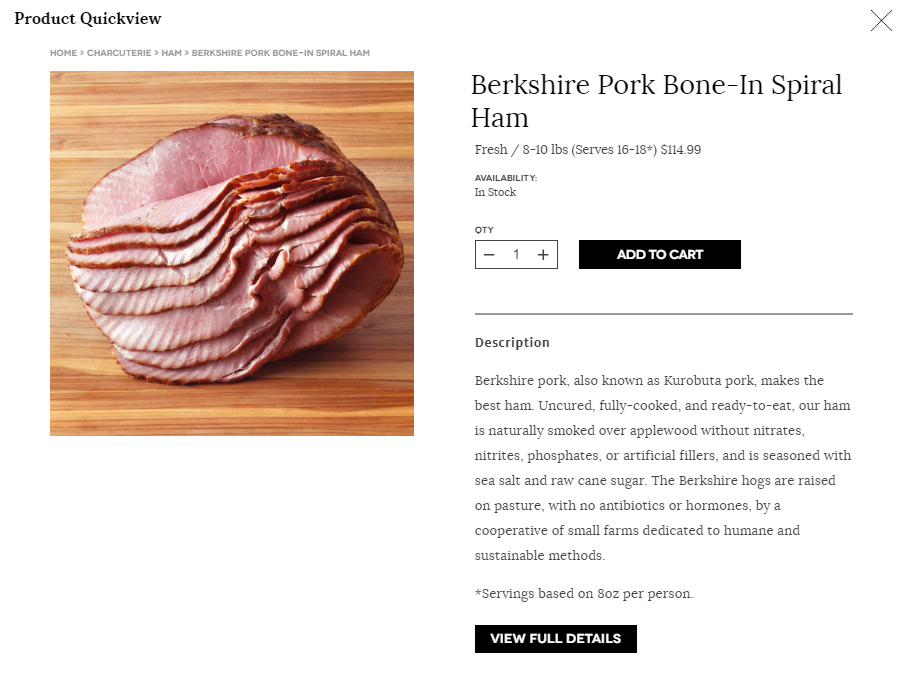 Product Quickview
HOME > CHARCUTERIE > HAM > BERKSHIRE PORK BONE-IN SPIRAL HAM
Berkshire Pork Bone-In Spiral
Ham
Fresh / 8-10 lbs (Serves 16-18*) $114.99
AVAILABILITY:
In Stock
QTY
− 1 +
ADD TO CART
Description
Berkshire pork, also known as Kurobuta pork, makes the
best ham. Uncured, fully-cooked, and ready-to-eat, our ham
is naturally smoked over applewood without nitrates,
nitrites, phosphates, or artificial fillers, and is seasoned with
sea salt and raw cane sugar. The Berkshire hogs are raised
on pasture, with no antibiotics or hormones, by a
cooperative of small farms dedicated to humane and
sustainable methods.
*Servings based on 8oz per person.
VIEW FULL DETAILS